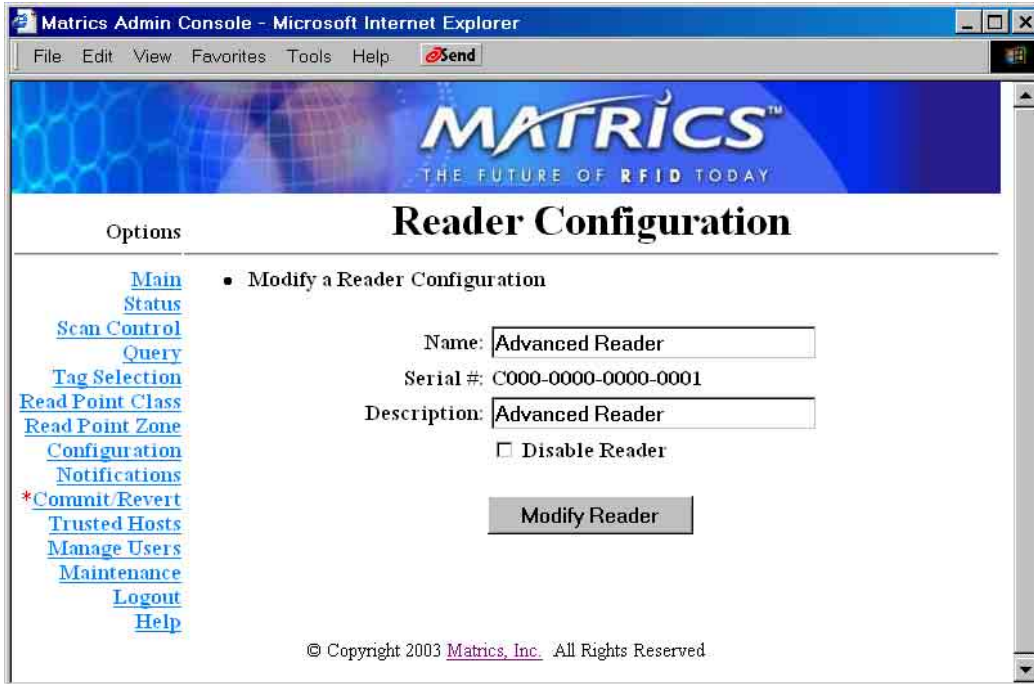 Matrics Admin Console - Microsoft Internet Explorer
File Edit View Favorites Tools Help eSend
MATRICS™
THE FUTURE OF RFID TODAY
Options
Reader Configuration
Main
Status
Scan Control
Query
Tag Selection
Read Point Class
Read Point Zone
Configuration
Notifications
*Commit/Revert
Trusted Hosts
Manage Users
Maintenance
Logout
Help
• Modify a Reader Configuration
Name: Advanced Reader
Serial #: C000-0000-0000-0001
Description: Advanced Reader
Disable Reader
Modify Reader
© Copyright 2003 Matrics, Inc. All Rights Reserved